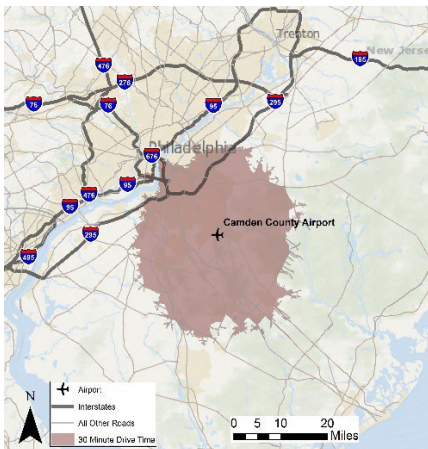 Trenton
New Jersey
195
476
276
76
76
95
295
676
Philadelphia
476
95
95
295
495
Camden County Airport
N
Airport
Interstates
All Other Roads
30 Minute Drive Time
0 5 10 20
Miles